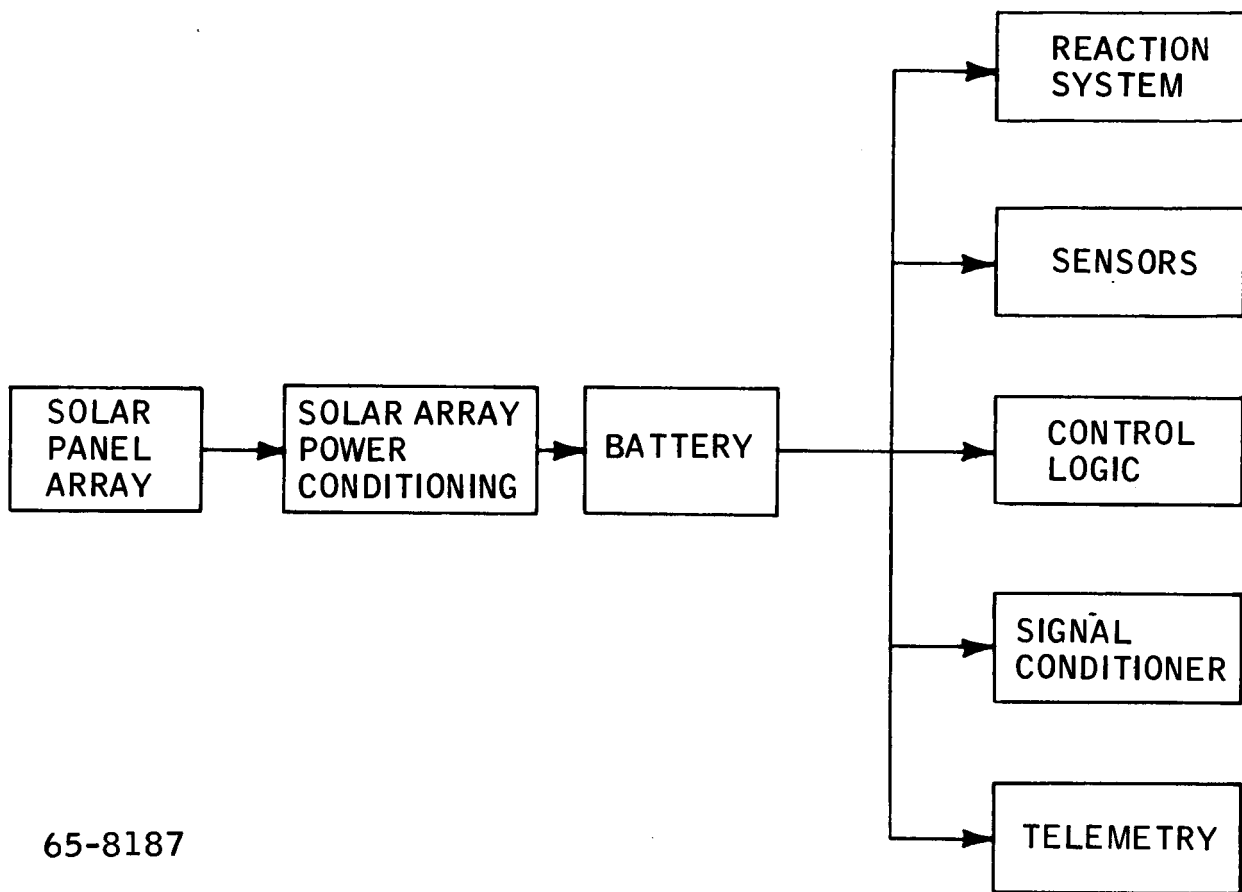 REACTION
SYSTEM
SENSORS
SOLAR
PANEL
ARRAY
SOLAR ARRAY
POWER
CONDITIONING
BATTERY
CONTROL
LOGIC
SIGNAL
CONDITIONER
TELEMETRY
65-8187